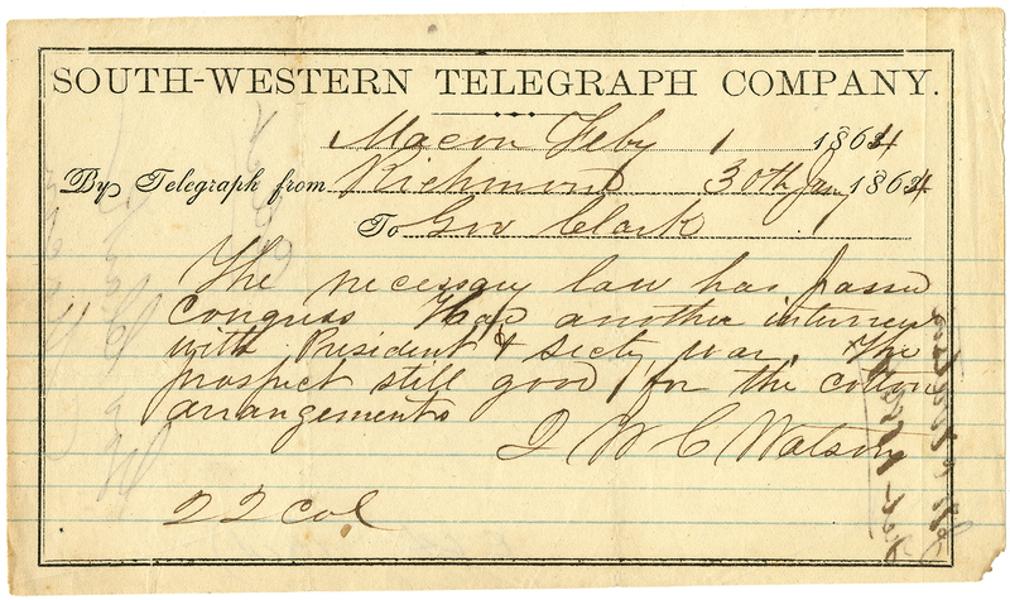 SOUTH-WESTERN TELEGRAPH COMPANY.
Macon Feby 1 1864
By Telegraph from Richmond 30th Jany 1864
To Gov Clark
The necessary law has passed
Congress Had another interview
with President & Secty war, The
prospect still good for the cotton
arrangements
J W C Watson
22 Col